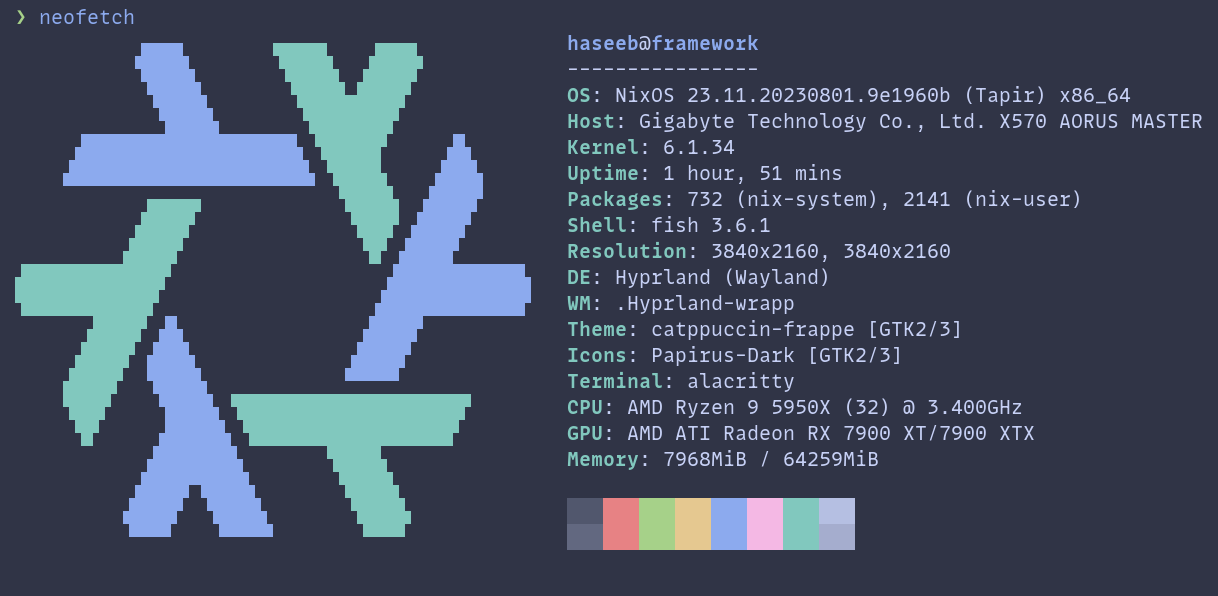 ❯ neofetch
haseeb@framework
----------------
OS: NixOS 23.11.20230801.9e1960b (Tapir) x86_64
Host: Gigabyte Technology Co., Ltd. X570 AORUS MASTER
Kernel: 6.1.34
Uptime: 1 hour, 51 mins
Packages: 732 (nix-system), 2141 (nix-user)
Shell: fish 3.6.1
Resolution: 3840x2160, 3840x2160
DE: Hyprland (Wayland)
WM: .Hyprland-wrapp
Theme: catppuccin-frappe [GTK2/3]
Icons: Papirus-Dark [GTK2/3]
Terminal: alacritty
CPU: AMD Ryzen 9 5950X (32) @ 3.400GHz
GPU: AMD ATI Radeon RX 7900 XT/7900 XTX
Memory: 7968MiB / 64259MiB